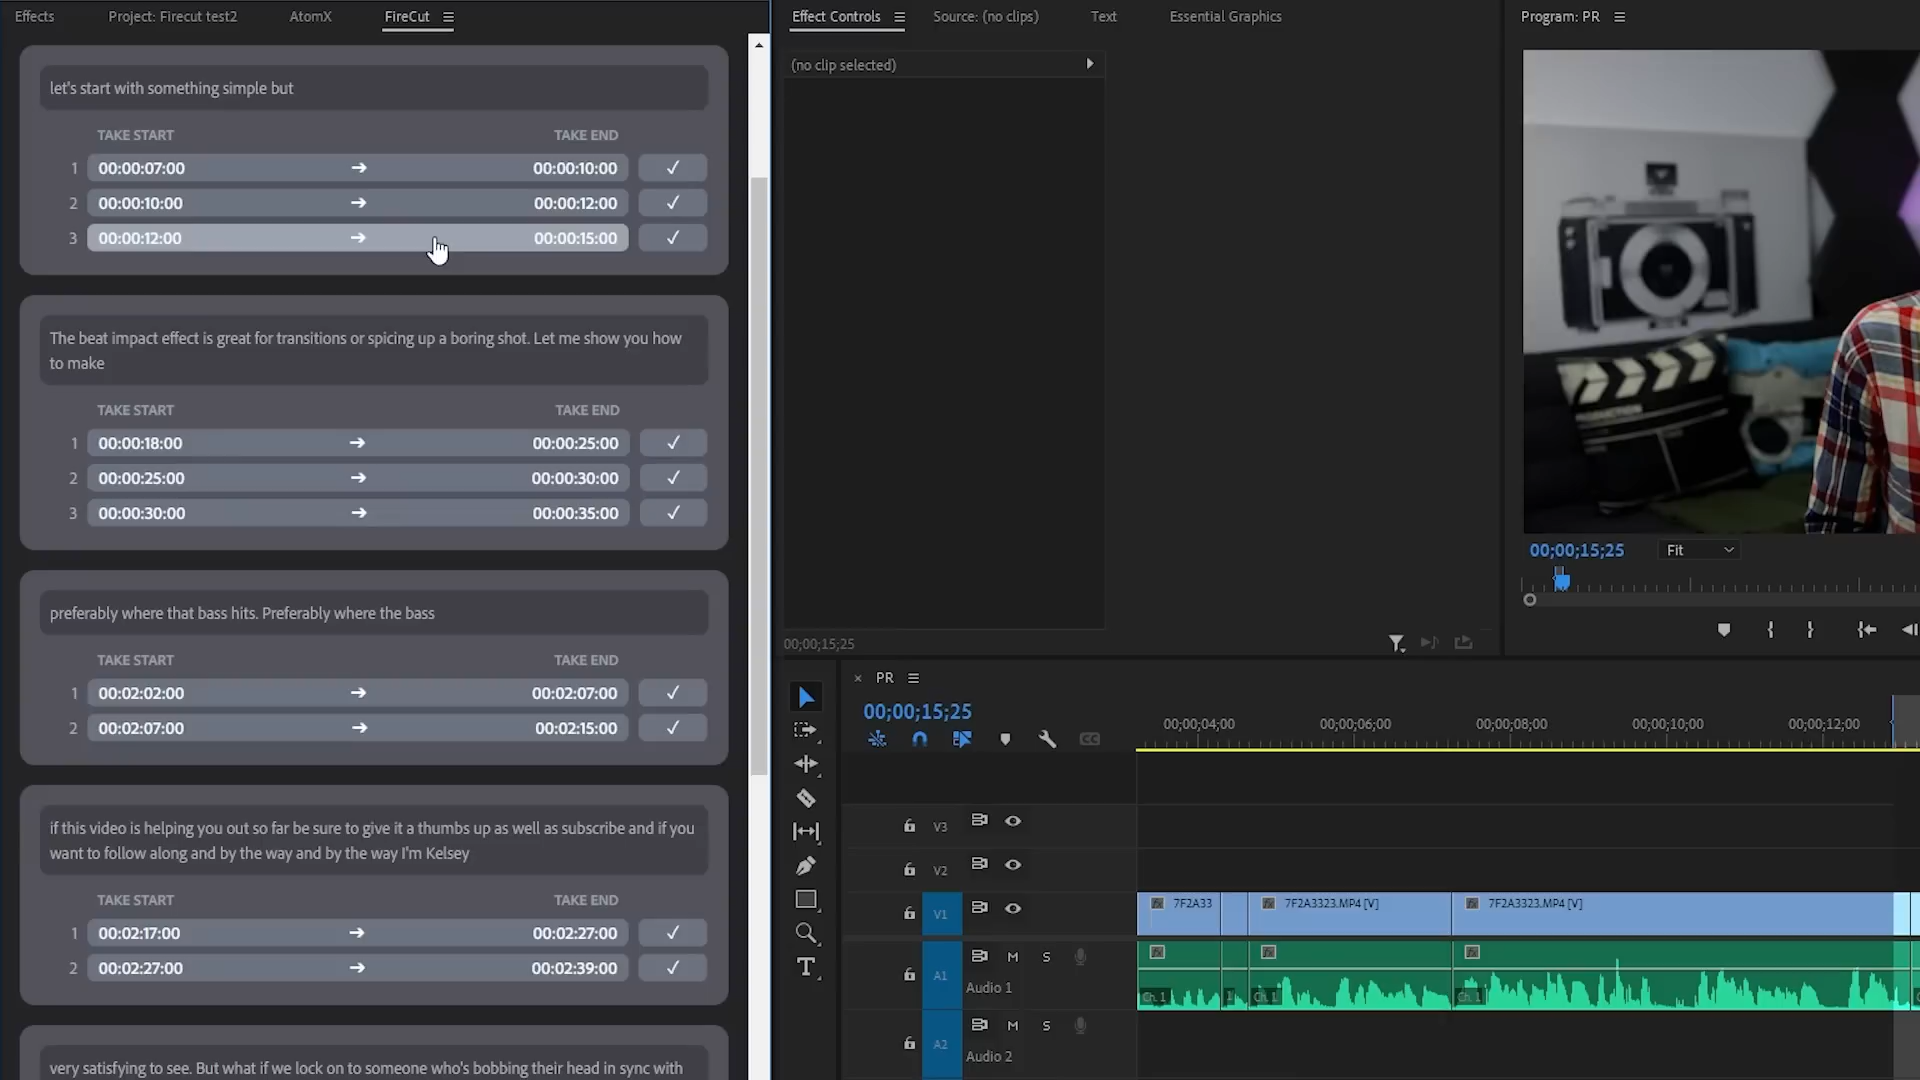 Effects Project: Firecut test2 AtomX FireCut
let's start with something simple but
TAKE START TAKE END
1 00:00:07:00 ➔ 00:00:10:00 ✓
2 00:00:10:00 ➔ 00:00:12:00 ✓
3 00:00:12:00 ➔ 00:00:15:00 ✓
The beat impact effect is great for transitions or spicing up a boring shot. Let me show you how
to make
TAKE START TAKE END
1 00:00:18:00 ➔ 00:00:25:00 ✓
2 00:00:25:00 ➔ 00:00:30:00 ✓
3 00:00:30:00 ➔ 00:00:35:00 ✓
preferably where that bass hits. Preferably where the bass
TAKE START TAKE END
1 00:02:02:00 ➔ 00:02:07:00 ✓
2 00:02:07:00 ➔ 00:02:15:00 ✓
if this video is helping you out so far be sure to give it a thumbs up as well as subscribe and if you
want to follow along and by the way and by the way I'm Kelsey
TAKE START TAKE END
1 00:02:17:00 ➔ 00:02:27:00 ✓
2 00:02:27:00 ➔ 00:02:39:00 ✓
very satisfying to see. But what if we lock on to someone who's bobbing their head in sync with
Effect Controls Source: (no clips) Text Essential Graphics
(no clip selected)
00;00;15;25
Program: PR
00;00;15;25 Fit
PR
00;00;15;25
00;00;04;00 00;00;06;00 00;00;08;00 00;00;10;00 00;00;12;00
V3
V2
V1 7F2A33 7F2A3323.MP4 [V] 7F2A3323.MP4 [V]
A1 M S
Audio 1
Ch. 1 1 Ch. 1 Ch. 1
A2 M S
Audio 2